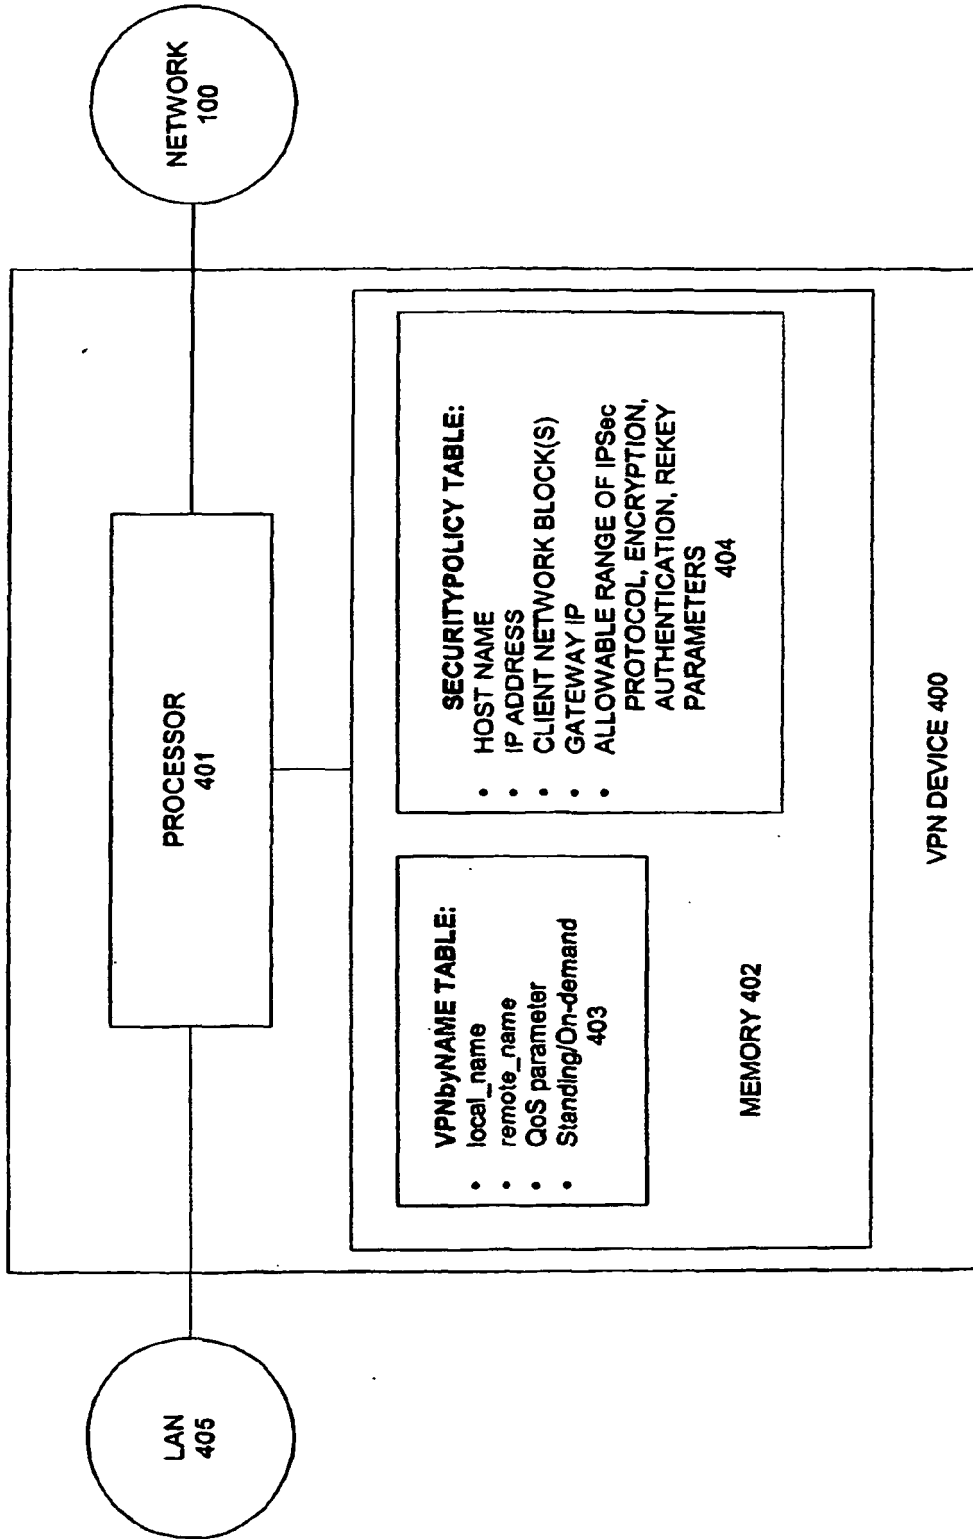 LAN
405
PROCESSOR
401
NETWORK
100
VPNbyNAME TABLE:
• local_name
• remote_name
• QoS parameter
• Standing/On-demand
403
SECURITYPOLICY TABLE:
• HOST NAME
• IP ADDRESS
• CLIENT NETWORK BLOCK(S)
• GATEWAY IP
• ALLOWABLE RANGE OF IPSec
PROTOCOL, ENCRYPTION,
AUTHENTICATION, REKEY
PARAMETERS
404
MEMORY 402
VPN DEVICE 400